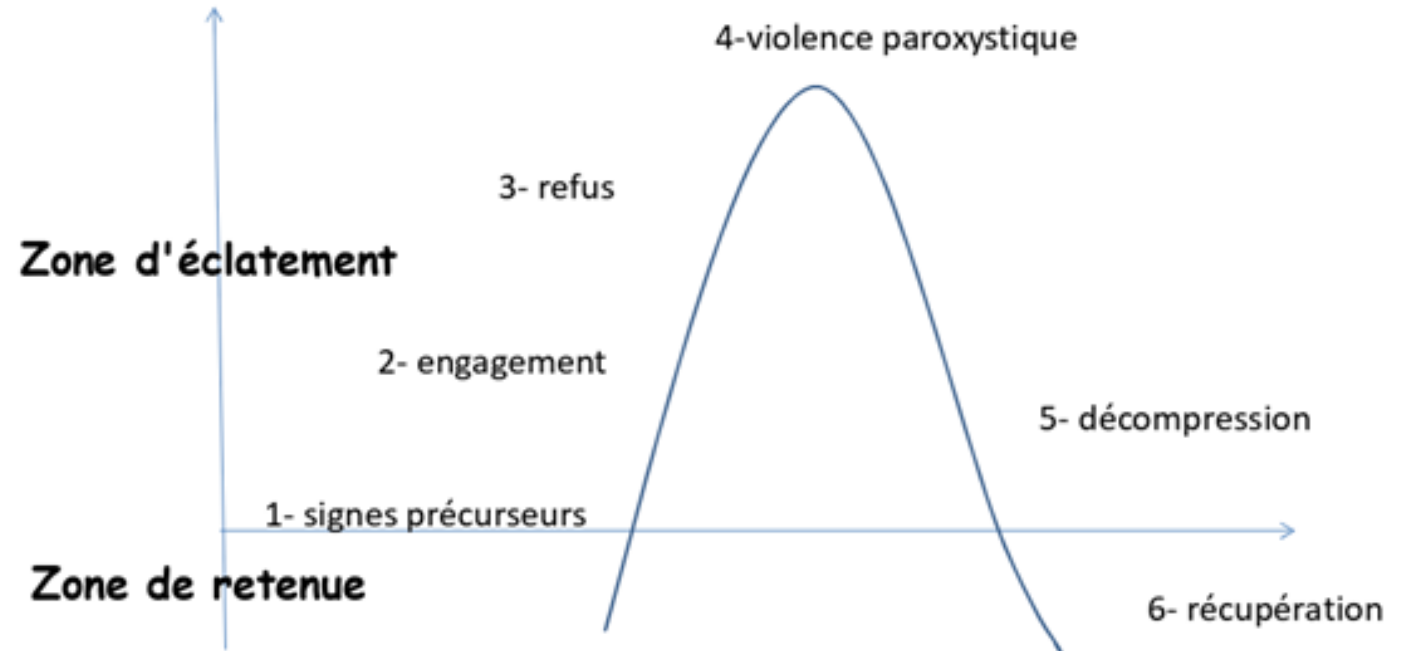 4-violence paroxystique
3- refus
Zone d'éclatement
2- engagement
5- décompression
1- signes précurseurs
Zone de retenue
6- récupération